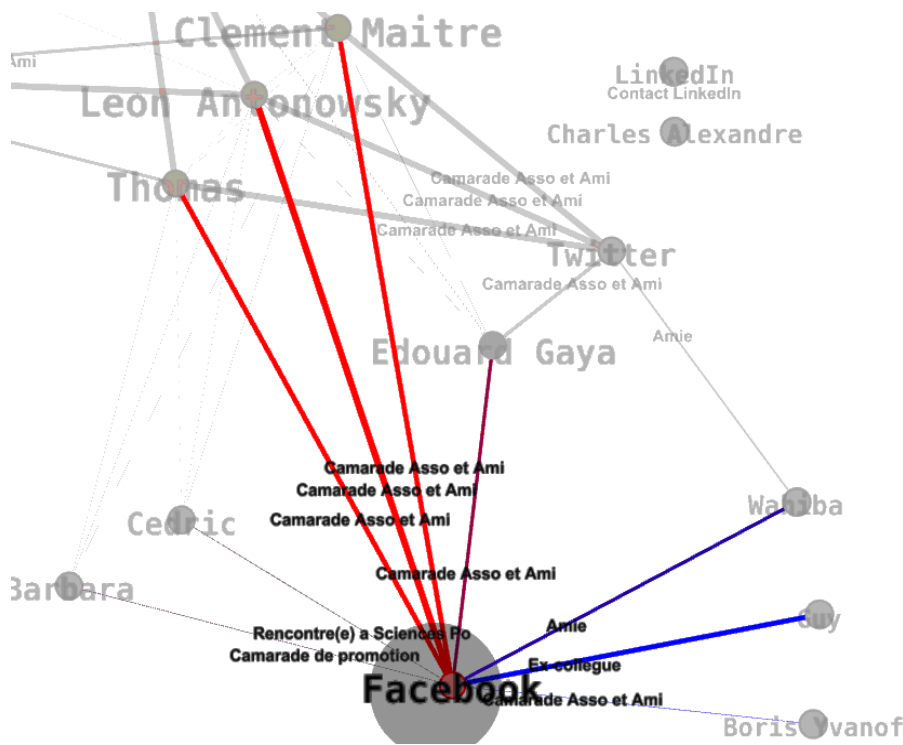 Clement Maitre
Ami
LinkedIn
Contact LinkedIn
Leon Antonowsky
Charles Alexandre
Thomas
Camarade Asso et Ami
Camarade Asso et Ami
Camarade Asso et Ami
Twitter
Camarade Asso et Ami
Amie
Edouard Gaya
Camarade Asso et Ami
Camarade Asso et Ami
Camarade Asso et Ami
Wahiba
Cedric
Camarade Asso et Ami
Barbara
Guy
Amie
Rencontre(e) a Sciences Po
Camarade de promotion
Ex-collegue
Facebook
Camarade Asso et Ami
Boris Yvanof